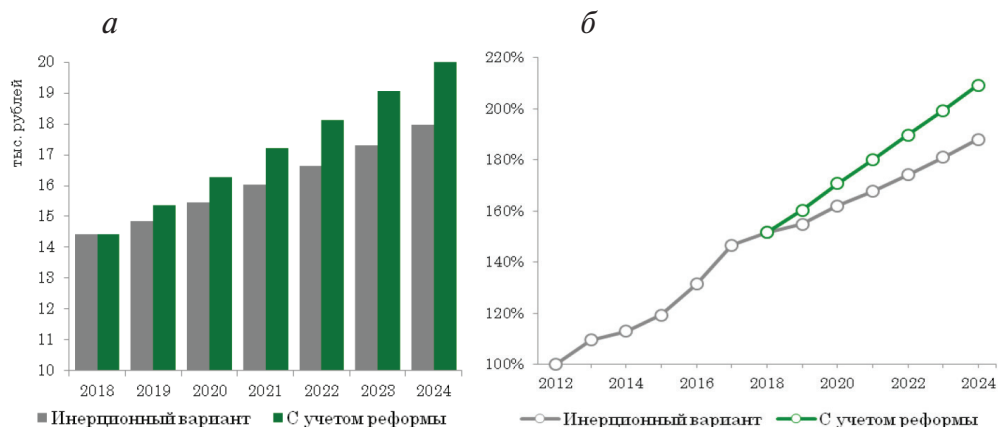 а
тыс. рублей
20
19
18
17
16
15
14
13
12
11
10
2018 2019 2020 2021 2022 2023 2024
Инерционный вариант С учетом реформы
б
220%
200%
180%
160%
140%
120%
100%
2012 2014 2016 2018 2020 2022 2024
Инерционный вариант С учетом реформы